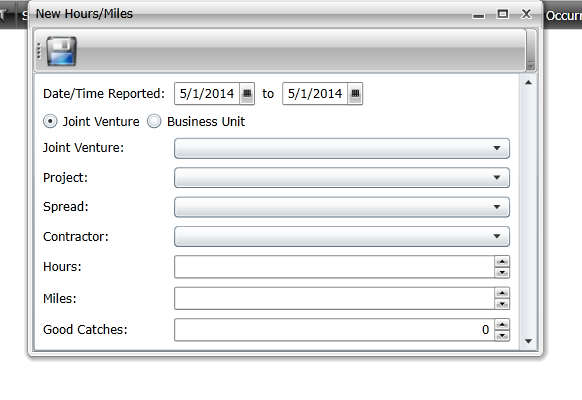 New Hours/Miles
Occurr
Date/Time Reported: 5/1/2014 to 5/1/2014
Joint Venture Business Unit
Joint Venture:
Project:
Spread:
Contractor:
Hours:
Miles:
Good Catches: 0